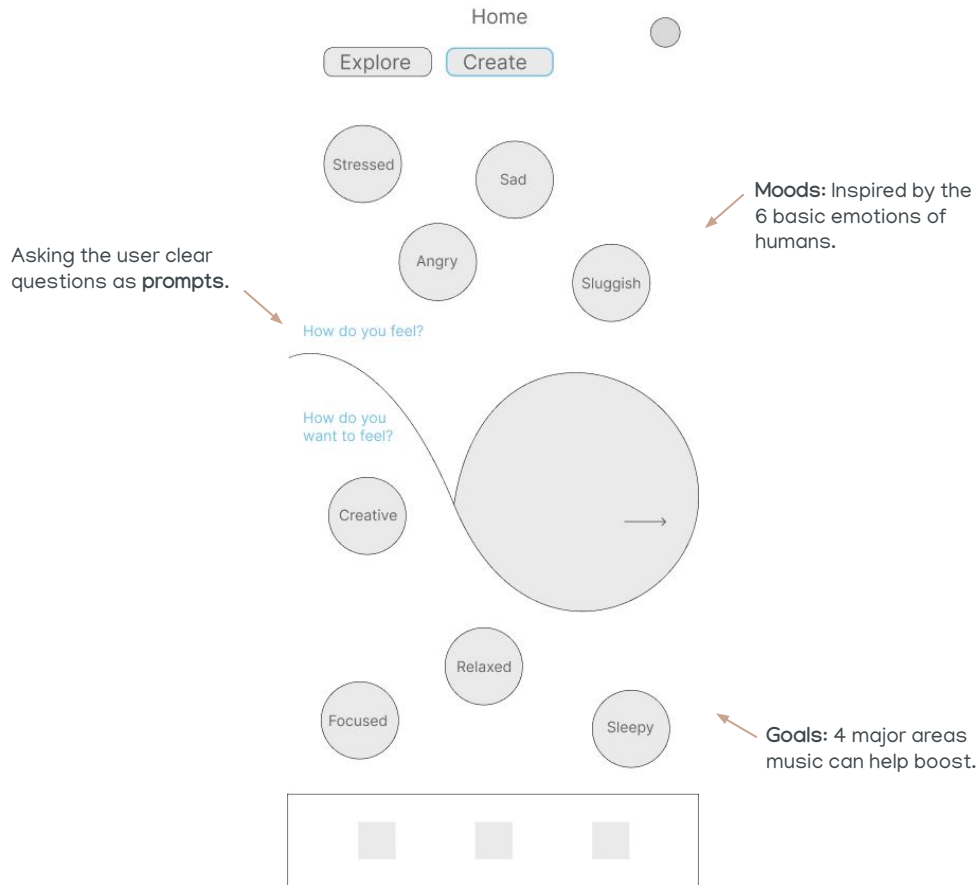 Home
Explore
Create
Stressed
Sad
Angry
Sluggish
Moods: Inspired by the
6 basic emotions of
humans.
Asking the user clear
questions as prompts.
How do you feel?
How do you
want to feel?
Creative
Relaxed
Focused
Sleepy
Goals: 4 major areas
music can help boost.